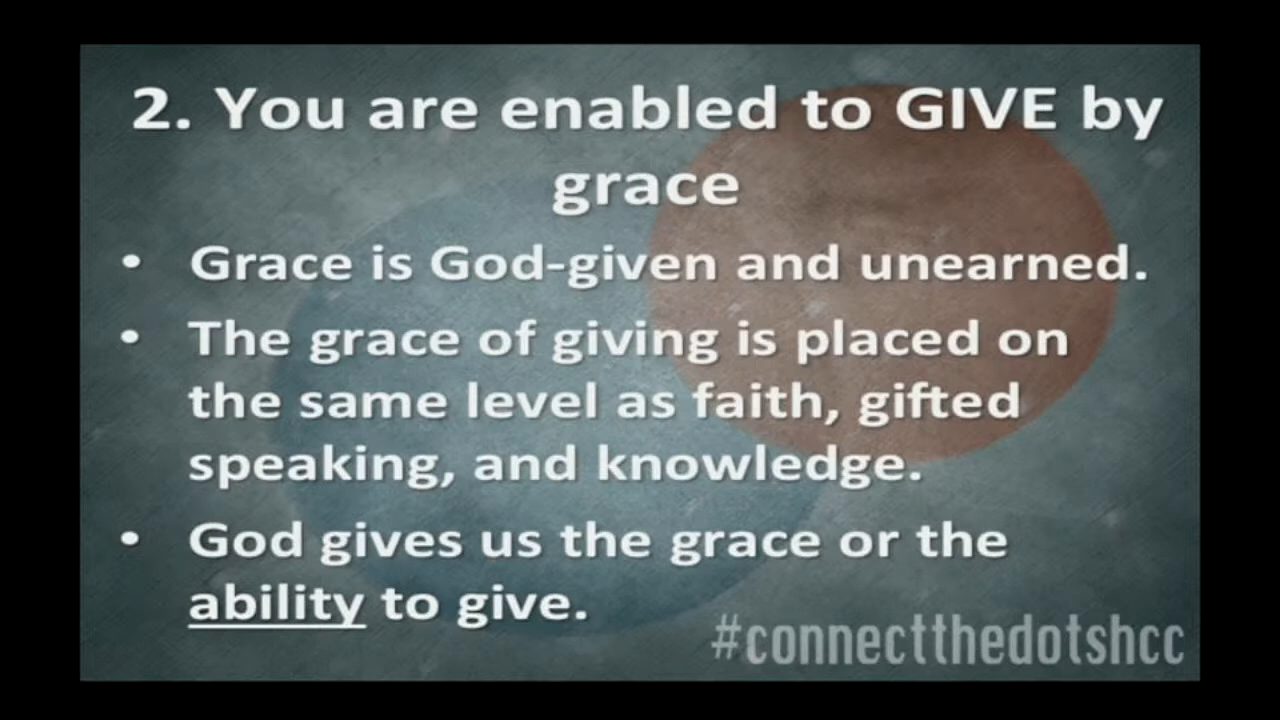 2. You are enabled to GIVE by
grace
• Grace is God-given and unearned.
• The grace of giving is placed on
the same level as faith, gifted
speaking, and knowledge.
• God gives us the grace or the
ability to give.
#connectthedotshcc